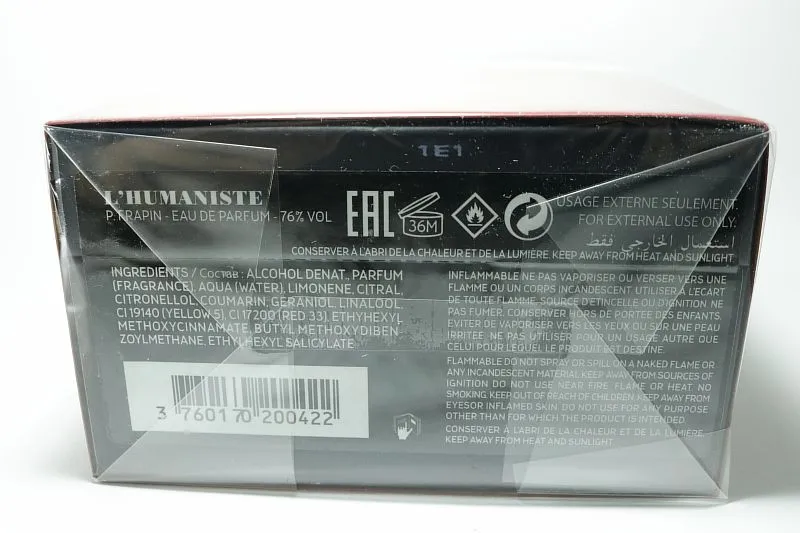 1E1
L'HUMANISTE
P. FRAPIN - EAU DE PARFUM - 76% VOL
EAC
36M
USAGE EXTERNE SEULEMENT.
FOR EXTERNAL USE ONLY.
استعمال الخارجي فقط
CONSERVER À L'ABRI DE LA CHALEUR ET DE LA LUMIÈRE. KEEP AWAY FROM HEAT AND SUNLIGHT
INGREDIENTS / Состав : ALCOHOL DENAT, PARFUM
(FRAGRANCE), AQUA (WATER), LIMONENE, CITRAL,
CITRONELLOL, COUMARIN, GERANIOL, LINALOOL,
CI 19140 (YELLOW 5), CI 17200 (RED 33), ETHYHEXYL
METHOXYCINNAMATE, BUTYL METHOXYDIBEN-
ZOYLMETHANE, ETHYLHEXYL SALICYLATE.
3 760170 200422
INFLAMMABLE NE PAS VAPORISER OU VERSER VERS UNE
FLAMME OU UN CORPS INCANDESCENT UTILISER A L'ÉCART
DE TOUTE FLAMME, SOURCE D'ETINCELLE OU D'IGNITION NE
PAS FUMER. CONSERVER HORS DE PORTÉE DES ENFANTS.
EVITER DE VAPORISER VERS LES YEUX OU SUR UNE PEAU
IRRITÉE. NE PAS UTILISER POUR UN USAGE AUTRE QUE
CELUI POUR LEQUEL LE PRODUIT EST DESTINE.
FLAMMABLE DO NOT SPRAY OR SPILL ON A NAKED FLAME OR
ANY INCANDESCENT MATERIAL KEEP AWAY FROM SOURCES OF
IGNITION DO NOT USE NEAR FIRE, FLAME OR HEAT. NO
SMOKING. KEEP OUT OF REACH OF CHILDREN KEEP AWAY FROM
EYESOR INFLAMED SKIN. DO NOT USE FOR ANY PURPOSE
OTHER THAN FOR WHICH THE PRODUCT IS INTENDED
CONSERVER À L'ABRI DE LA CHALEUR ET DE LA LUMIÈRE.
KEEP AWAY FROM HEAT AND SUNLIGHT